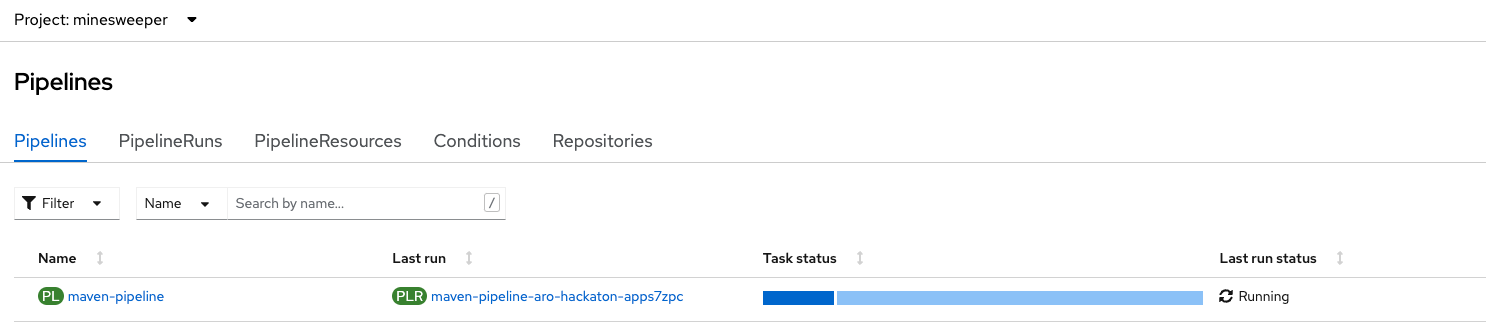 Project: minesweeper
Pipelines
Pipelines PipelineRuns PipelineResources Conditions Repositories
Filter Name Search by name... /
Name Last run Task status Last run status
PL maven-pipeline PLR maven-pipeline-aro-hackaton-apps7zpc Running